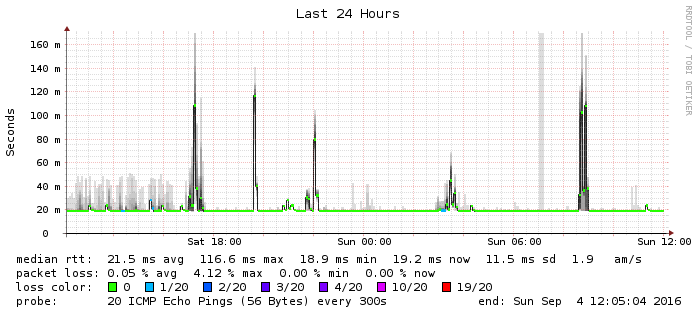 Last 24 Hours
RRDTOOL / TOBI OETIKER
Seconds
160 m
140 m
120 m
100 m
80 m
60 m
40 m
20 m
0
Sat 18:00 Sun 00:00 Sun 06:00 Sun 12:00
median rtt: 21.5 ms avg 116.6 ms max 18.9 ms min 19.2 ms now 11.5 ms sd 1.9 am/s
packet loss: 0.05 % avg 4.12 % max 0.00 % min 0.00 % now
loss color: 0 1/20 2/20 3/20 4/20 10/20 19/20
probe: 20 ICMP Echo Pings (56 Bytes) every 300s end: Sun Sep 4 12:05:04 2016